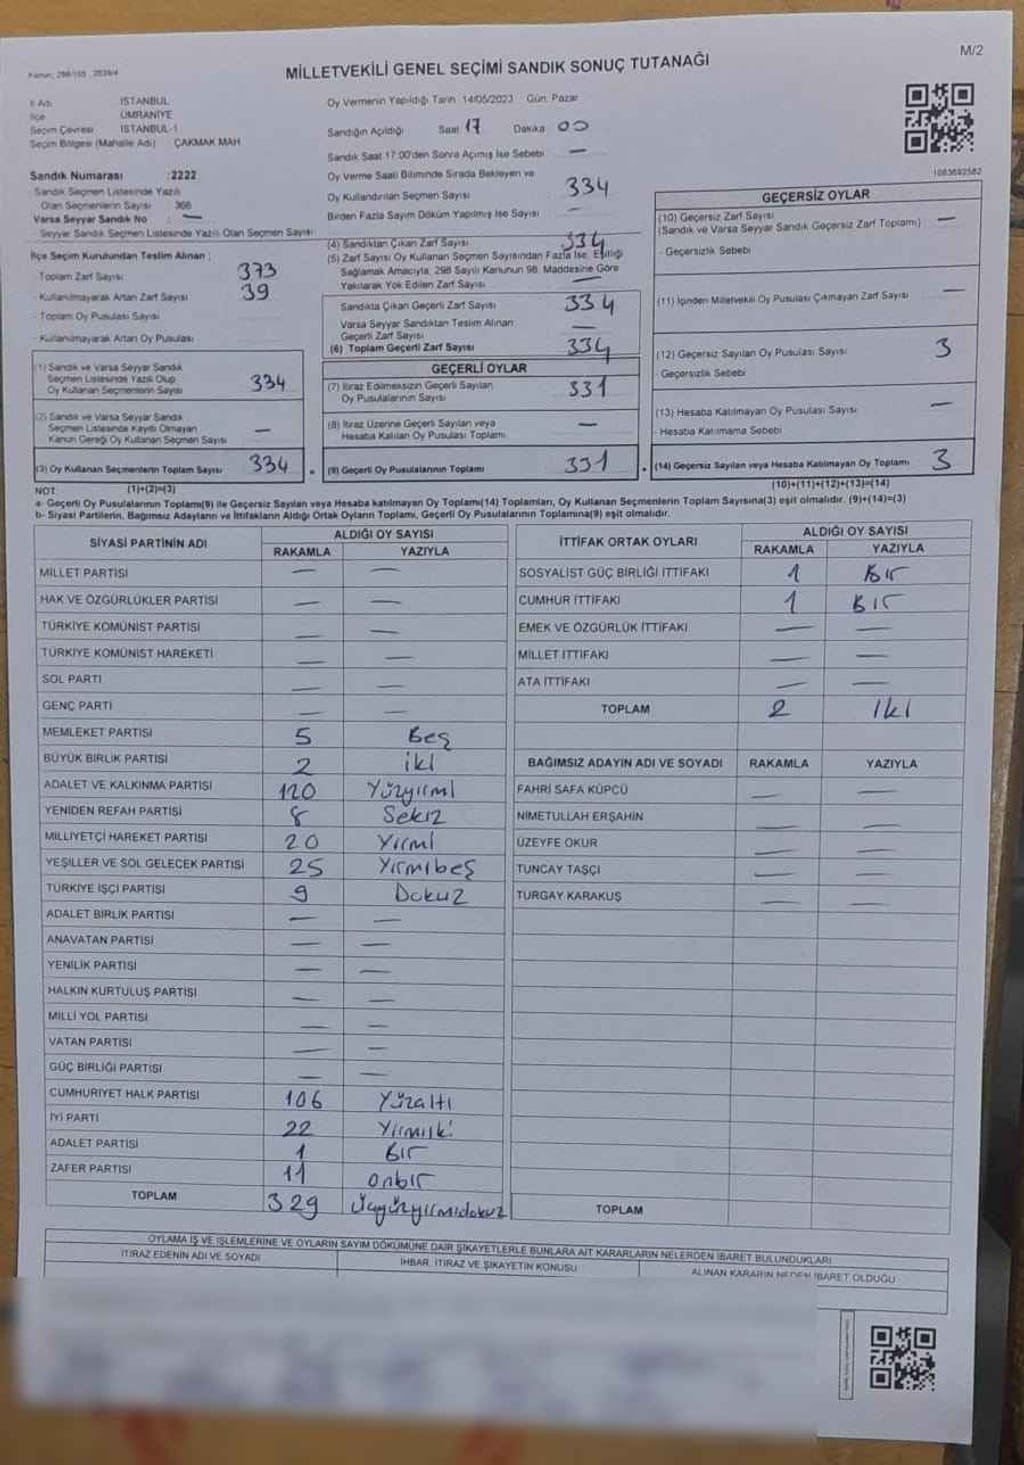 M/2
Kanun: 298/105 , 2839/4
MİLLETVEKİLİ GENEL SEÇİMİ SANDIK SONUÇ TUTANAĞI
İl Adı İSTANBUL
İlçe ÜMRANİYE
Seçim Çevresi İSTANBUL-1
Seçim Bölgesi (Mahalle Adı) ÇAKMAK MAH
Oy Vermenin Yapıldığı Tarih 14/05/2023 Gün: Pazar
Sandığın Açıldığı Saat 17 Dakika 00
Sandık Saat 17:00'den Sonra Açılmış İse Sebebi —
Sandık Numarası :2222
Sandık Seçmen Listesinde Yazılı
Olan Seçmenlerin Sayısı 366
Varsa Seyyar Sandık No : —
Seyyar Sandık Seçmen Listesinde Yazılı Olan Seçmen Sayısı
Oy Verme Saati Bitiminde Sırada Bekleyen ve
Oy Kullandırılan Seçmen Sayısı 334
Birden Fazla Sayım Döküm Yapılmış İse Sayısı —
1083692582
İlçe Seçim Kurulundan Teslim Alınan ;
- Toplam Zarf Sayısı 373
- Kullanılmayarak Artan Zarf Sayısı 39
- Toplam Oy Pusulası Sayısı
- Kullanılmayarak Artan Oy Pusulası
(1) Sandık ve Varsa Seyyar Sandık
Seçmen Listesinde Yazılı Olup
Oy Kullanan Seçmenlerin Sayısı 334
(2) Sandık ve Varsa Seyyar Sandık
Seçmen Listesinde Kayıtlı Olmayan
Kanun Gereği Oy Kullanan Seçmen Sayısı —
(3) Oy Kullanan Seçmenlerin Toplam Sayısı 334
(4) Sandıktan Çıkan Zarf Sayısı 334
(5) Zarf Sayısı Oy Kullanan Seçmen Sayısından Fazla İse, Eşitliği
Sağlamak Amacıyla, 298 Sayılı Kanunun 98. Maddesine Göre
Yakılarak Yok Edilen Zarf Sayısı —
Sandıkta Çıkan Geçerli Zarf Sayısı 334
Varsa Seyyar Sandıktan Teslim Alınan
Geçerli Zarf Sayısı —
(6) Toplam Geçerli Zarf Sayısı 334
GEÇERLİ OYLAR
(7) İtiraz Edilmeksizin Geçerli Sayılan
Oy Pusulalarının Sayısı 331
(8) İtiraz Üzerine Geçerli Sayılan veya
Hesaba Katılan Oy Pusulası Toplamı —
(9) Geçerli Oy Pusulalarının Toplamı 331
GEÇERSİZ OYLAR
(10) Geçersiz Zarf Sayısı —
(Sandık ve Varsa Seyyar Sandık Geçersiz Zarf Toplamı)
- Geçersizlik Sebebi
(11) İçinden Milletvekili Oy Pusulası Çıkmayan Zarf Sayısı —
(12) Geçersiz Sayılan Oy Pusulası Sayısı 3
- Geçersizlik Sebebi
(13) Hesaba Katılmayan Oy Pusulası Sayısı —
- Hesaba Katılmama Sebebi
(14) Geçersiz Sayılan veya Hesaba Katılmayan Oy Toplamı 3
NOT (1)+(2)=(3) (10)+(11)+(12)+(13)=(14)
a- Geçerli Oy Pusulalarının Toplamı(9) ile Geçersiz Sayılan veya Hesaba katılmayan Oy Toplamı(14) Toplamları, Oy Kullanan Seçmenlerin Toplam Sayısına(3) eşit olmalıdır. (9)+(14)=(3)
b- Siyasi Partilerin, Bağımsız Adayların ve İttifakların Aldığı Ortak Oyların Toplamı, Geçerli Oy Pusulalarının Toplamına(9) eşit olmalıdır.
SİYASİ PARTİNİN ADI ALDIĞI OY SAYISI
RAKAMLA YAZIYLA
MİLLET PARTİSİ — —
HAK VE ÖZGÜRLÜKLER PARTİSİ — —
TÜRKİYE KOMÜNİST PARTİSİ — —
TÜRKİYE KOMÜNİST HAREKETİ — —
SOL PARTİ — —
GENÇ PARTİ — —
MEMLEKET PARTİSİ 5 Beş
BÜYÜK BİRLİK PARTİSİ 2 iki
ADALET VE KALKINMA PARTİSİ 120 Yüzyirmi
YENİDEN REFAH PARTİSİ 8 Sekiz
MİLLİYETÇİ HAREKET PARTİSİ 20 Yirmi
YEŞİLLER VE SOL GELECEK PARTİSİ 25 Yirmibeş
TÜRKİYE İŞÇİ PARTİSİ 9 Dokuz
ADALET BİRLİK PARTİSİ — —
ANAVATAN PARTİSİ — —
YENİLİK PARTİSİ — —
HALKIN KURTULUŞ PARTİSİ — —
MİLLİ YOL PARTİSİ — —
VATAN PARTİSİ — —
GÜÇ BİRLİĞİ PARTİSİ — —
CUMHURİYET HALK PARTİSİ 106 Yüzaltı
İYİ PARTİ 22 Yirmiiki
ADALET PARTİSİ 1 Bir
ZAFER PARTİSİ 11 onbir
TOPLAM 329 Üçyüzyirmidokuz
İTTİFAK ORTAK OYLARI ALDIĞI OY SAYISI
RAKAMLA YAZIYLA
SOSYALİST GÜÇ BİRLİĞİ İTTİFAKI 1 Bir
CUMHUR İTTİFAKI 1 Bir
EMEK VE ÖZGÜRLÜK İTTİFAKI — —
MİLLET İTTİFAKI — —
ATA İTTİFAKI — —
TOPLAM 2 İki
BAĞIMSIZ ADAYIN ADI VE SOYADI RAKAMLA YAZIYLA
FAHRİ SAFA KÜPCÜ — —
NİMETULLAH ERŞAHİN — —
ÜZEYFE OKUR — —
TUNCAY TAŞÇI — —
TURGAY KARAKUŞ — —
TOPLAM
OYLAMA İŞ VE İŞLEMLERİNE VE OYLARIN SAYIM DÖKÜMÜNE DAİR ŞİKAYETLERLE BUNLARA AİT KARARLARIN NELERDEN İBARET BULUNDUKLARI
İTİRAZ EDENİN ADI VE SOYADI İHBAR, İTİRAZ VE ŞİKAYETİN KONUSU ALINAN KARARIN NEDEN İBARET OLDUĞU